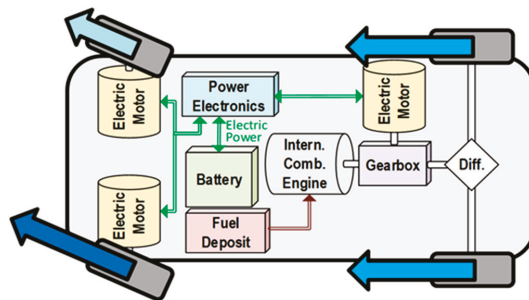 Electric
Motor
Power
Electronics
Electric
Motor
Electric
Power
Intern.
Comb.
Engine
Gearbox
Diff.
Battery
Electric
Motor
Fuel
Deposit